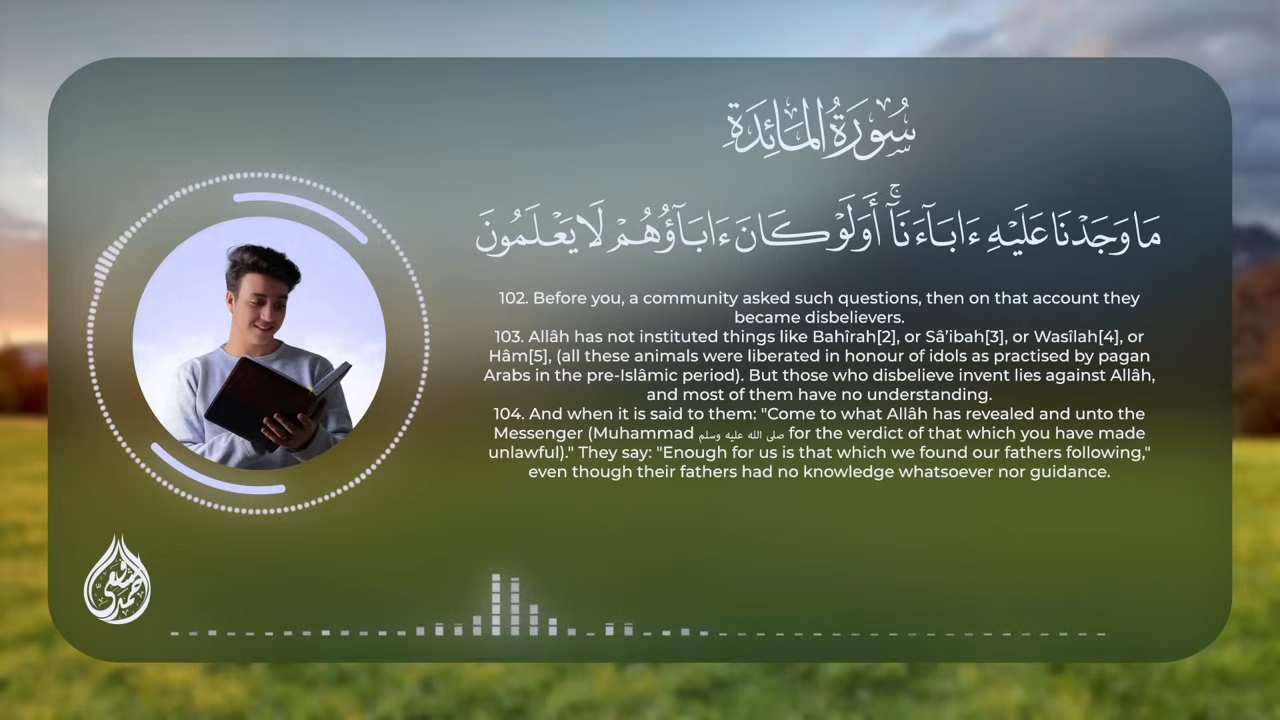 سُورَةُ المَائِدَةِ
مَا وَجَدْنَا عَلَيْهِ ءَابَآءَنَآۚ أَوَلَوْ كَانَ ءَابَآؤُهُمْ لَا يَعْلَمُونَ
102. Before you, a community asked such questions, then on that account they
became disbelievers.
103. Allâh has not instituted things like Bahîrah[2], or Sâ'ibah[3], or Wasîlah[4], or
Hâm[5], (all these animals were liberated in honour of idols as practised by pagan
Arabs in the pre-Islâmic period). But those who disbelieve invent lies against Allâh,
and most of them have no understanding.
104. And when it is said to them: "Come to what Allâh has revealed and unto the
Messenger (Muhammad صلى الله عليه وسلم for the verdict of that which you have made
unlawful)." They say: "Enough for us is that which we found our fathers following,"
even though their fathers had no knowledge whatsoever nor guidance.